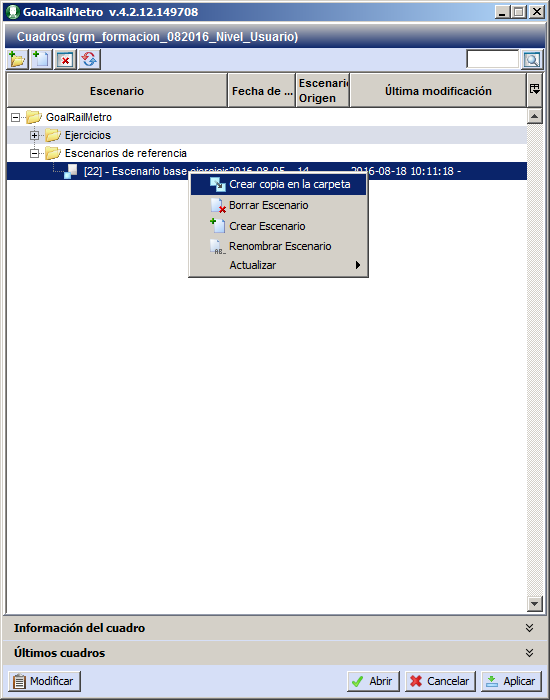 GoalRailMetro v.4.2.12.149708
Cuadros (grm_formacion_082016_Nivel_Usuario)
Escenario
Fecha de ...
Escenario
Origen
Última modificación
GoalRailMetro
Ejercicios
Escenarios de referencia
[22] - Escenario base 2016-08-05 14 2016-08-18 10:11:18 -
Crear copia en la carpeta
Borrar Escenario
Crear Escenario
Renombrar Escenario
Actualizar
Información del cuadro
Últimos cuadros
Modificar Abrir Cancelar Aplicar